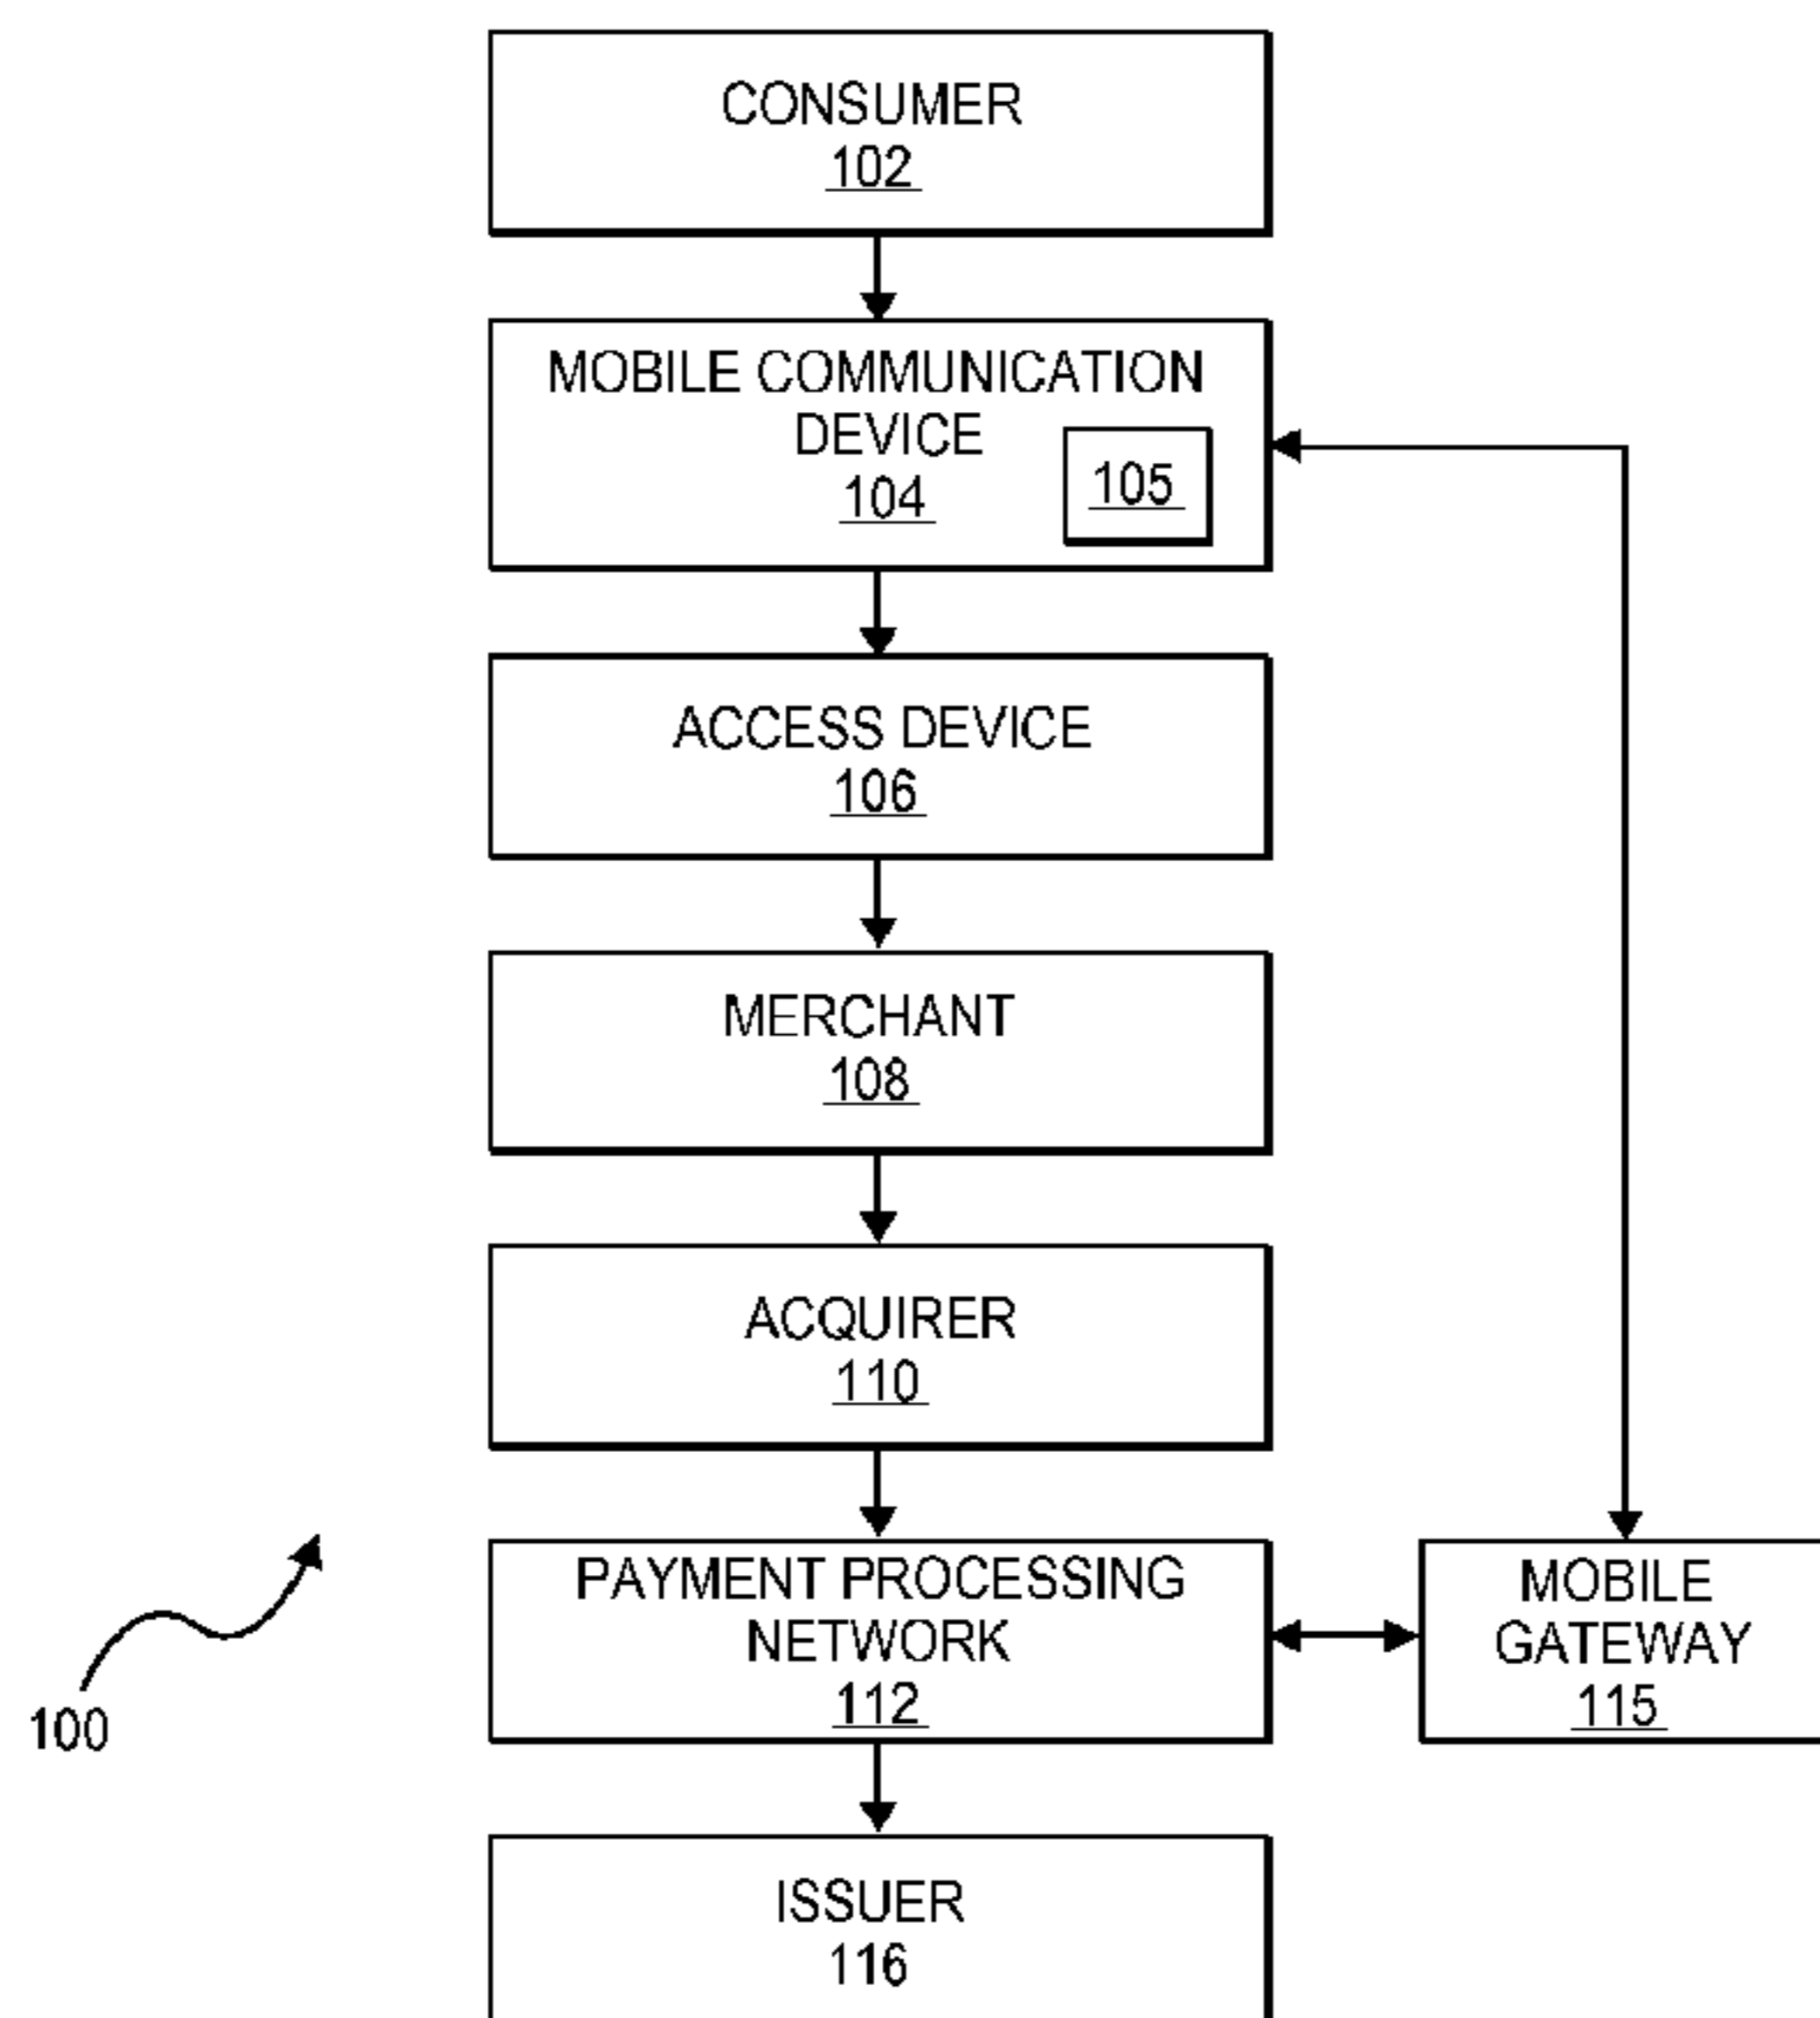 CONSUMER
102
MOBILE COMMUNICATION
DEVICE
104
105
ACCESS DEVICE
106
MERCHANT
108
ACQUIRER
110
PAYMENT PROCESSING
NETWORK
112
MOBILE
GATEWAY
115
100
ISSUER
116